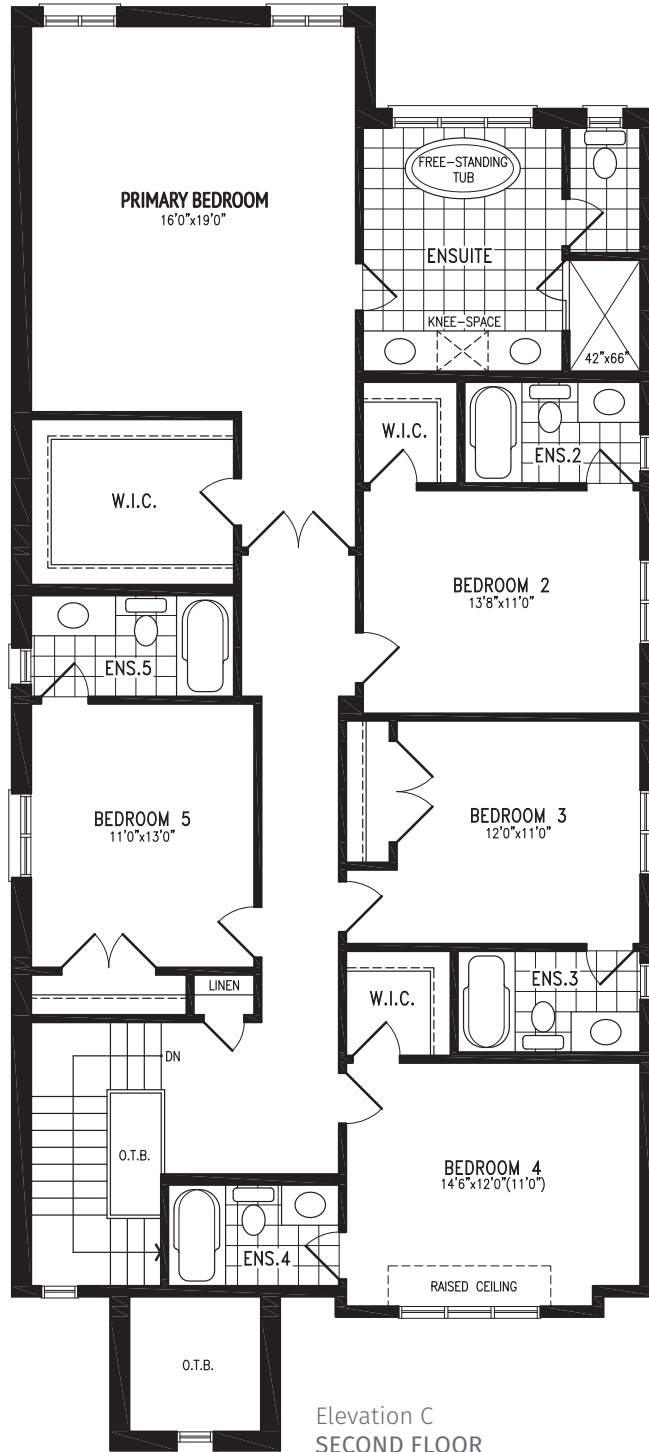 FREE-STANDING
TUB
PRIMARY BEDROOM
16'0"x19'0"
ENSUITE
KNEE-SPACE
42"x66"
W.I.C.
ENS.2
W.I.C.
BEDROOM 2
13'8"x11'0"
ENS.5
BEDROOM 5
11'0"x13'0"
BEDROOM 3
12'0"x11'0"
LINEN
W.I.C.
ENS.3
DN
O.T.B.
BEDROOM 4
14'6"x12'0"(11'0")
ENS.4
RAISED CEILING
O.T.B.
Elevation C
SECOND FLOOR